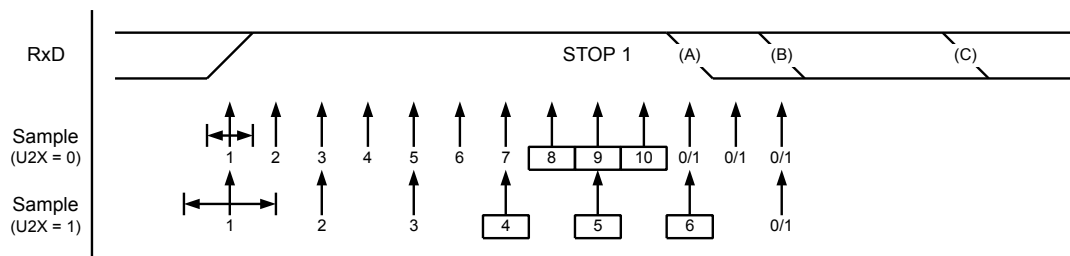 RxD STOP 1 (A) (B) (C)
Sample
(U2X = 0)
1 2 3 4 5 6 7 8 9 10 0/1 0/1 0/1
Sample
(U2X = 1)
1 2 3 4 5 6 0/1